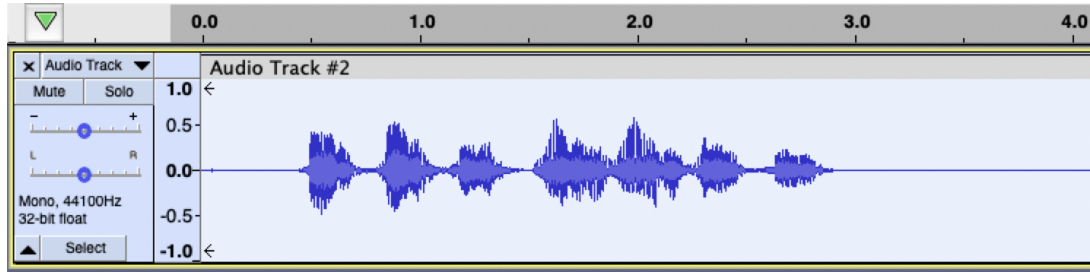 0.0 1.0 2.0 3.0 4.0
× Audio Track ▼ Audio Track #2
Mute Solo 1.0
- + 0.5-
L R 0.0-
Mono, 44100Hz
32-bit float -0.5-
Select -1.0